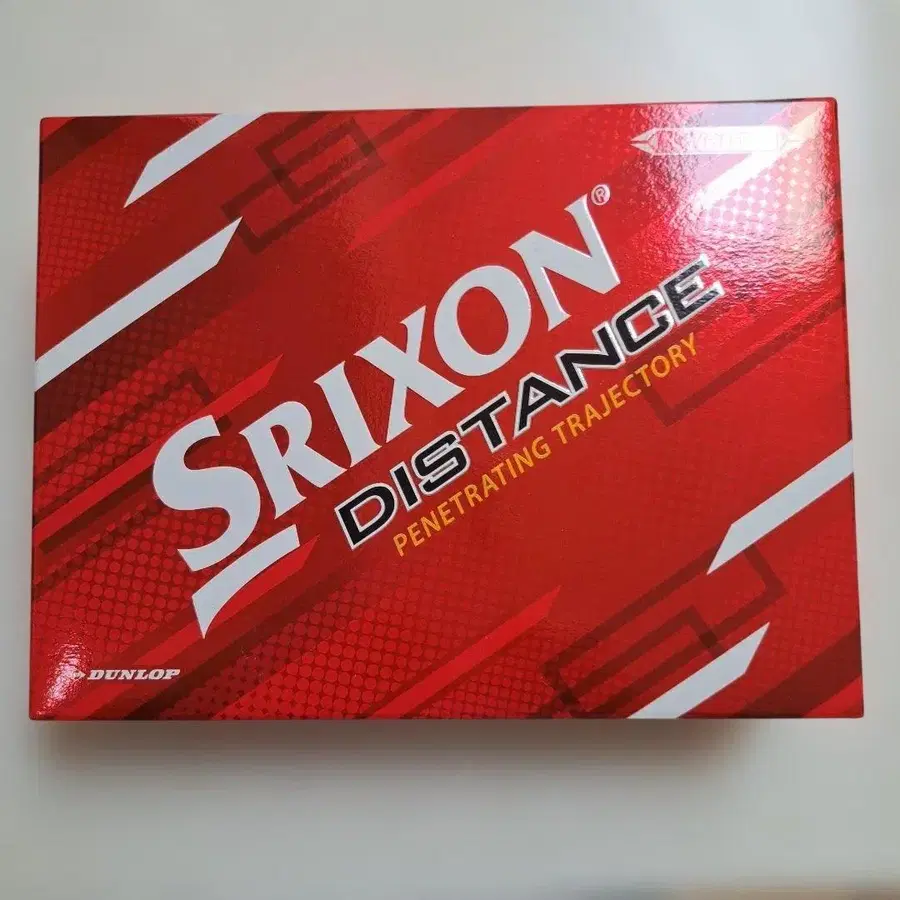 SRIXON®
DISTANCE
PENETRATING TRAJECTORY
DUNLOP